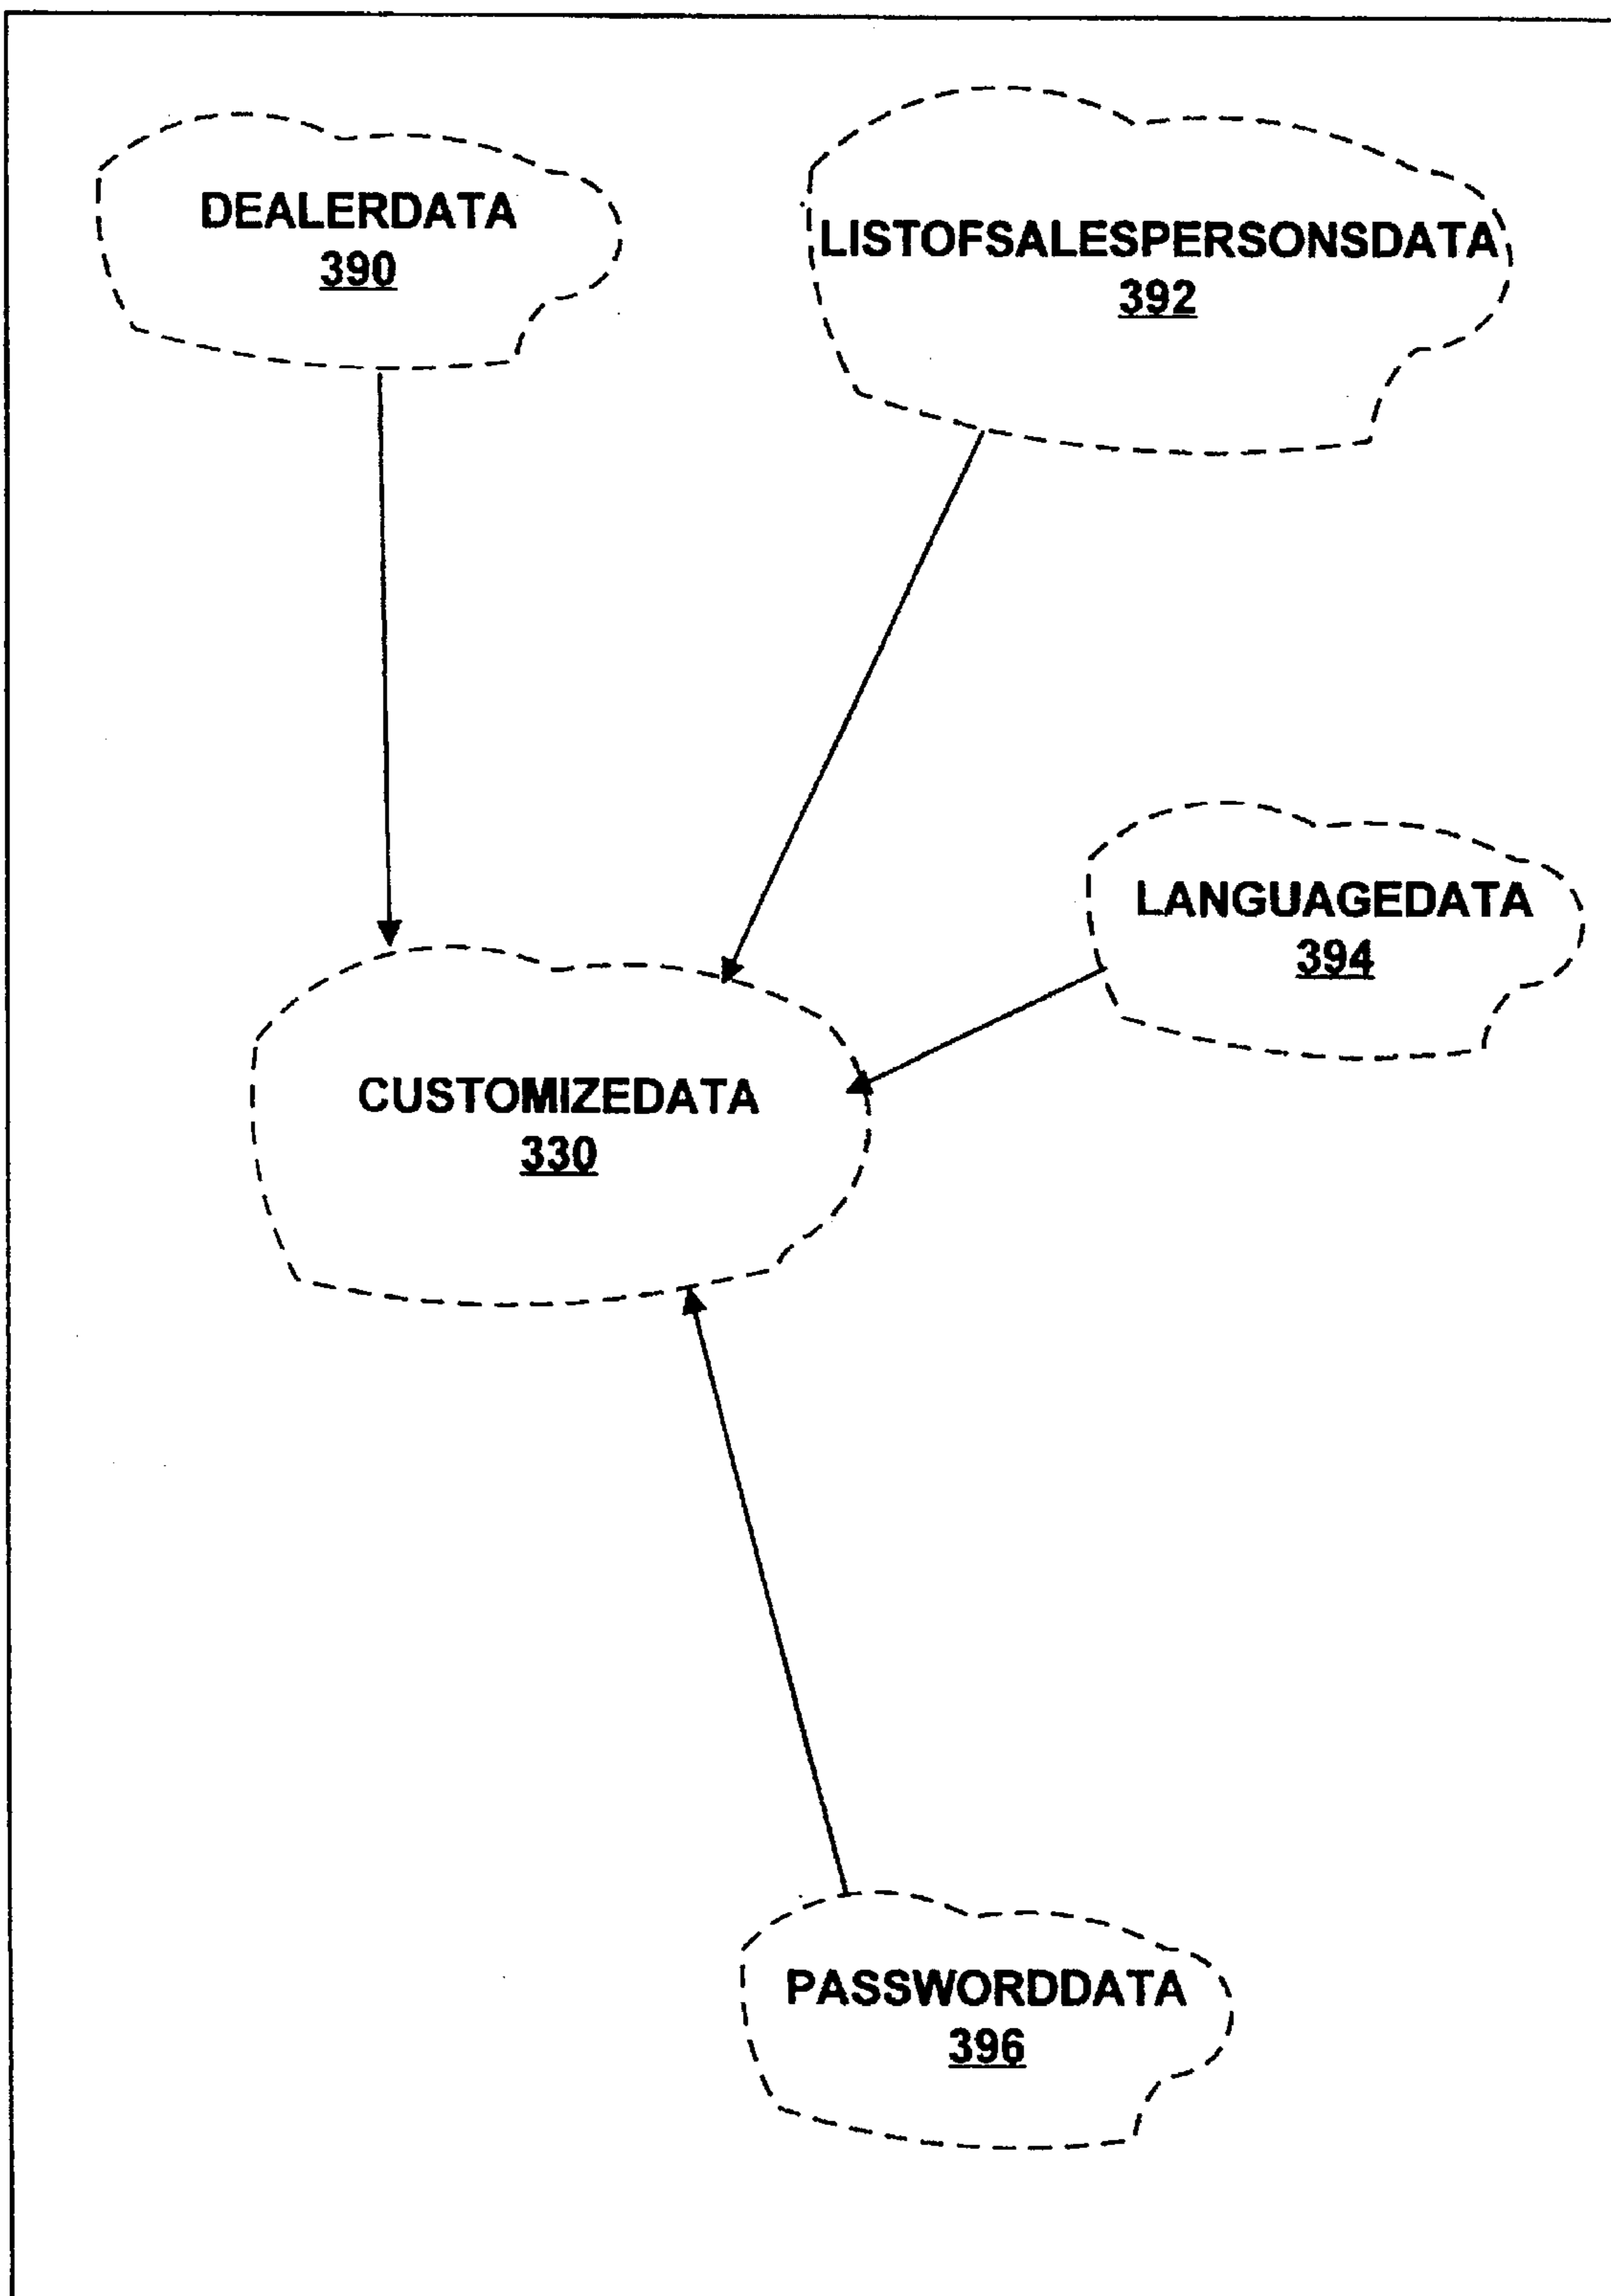 DEALERDATA
390
LISTOFSALESPERSONSDATA
392
LANGUAGEDATA
394
CUSTOMIZEDATA
330
PASSWORDDATA
396